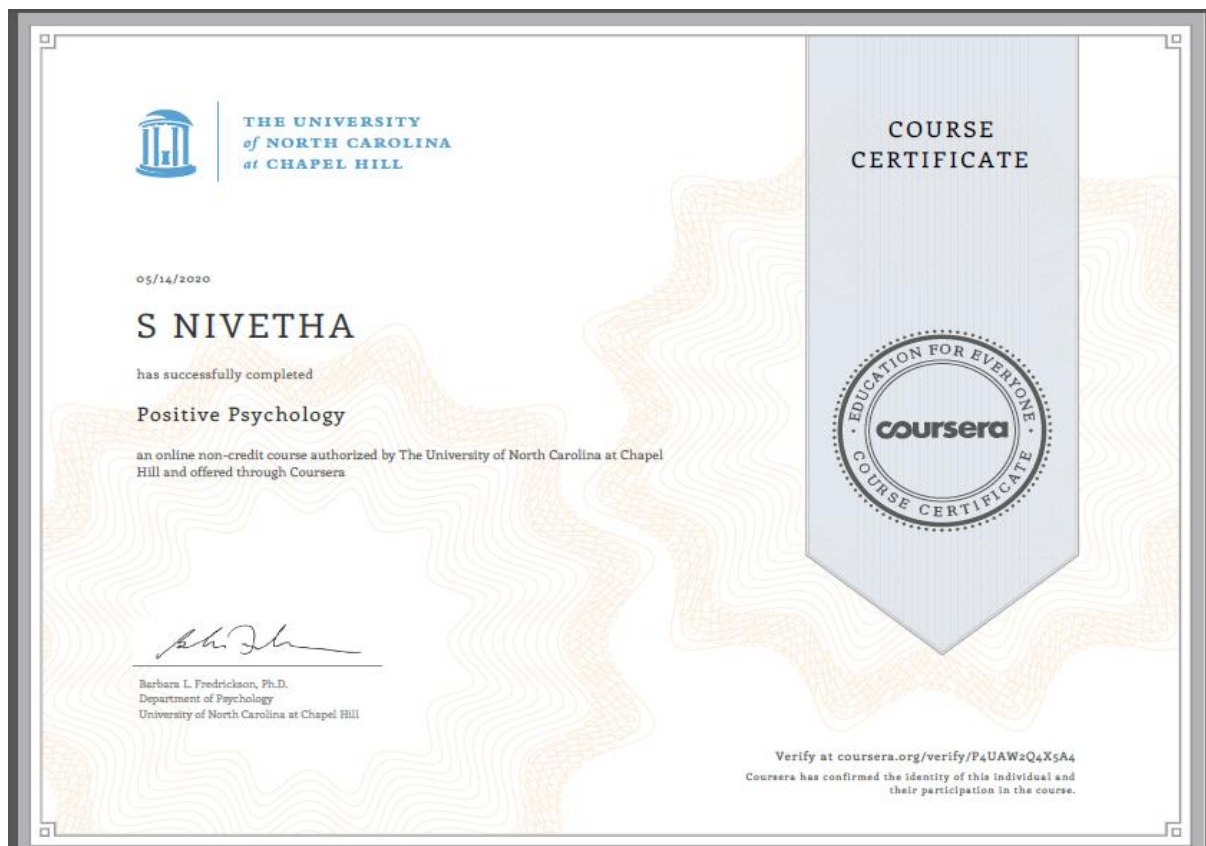 THE UNIVERSITY
of NORTH CAROLINA
at CHAPEL HILL
COURSE
CERTIFICATE
05/14/2020
S NIVETHA
has successfully completed
Positive Psychology
an online non-credit course authorized by The University of North Carolina at Chapel
Hill and offered through Coursera
EDUCATION FOR EVERYONE
coursera
COURSE CERTIFICATE
Barbara L. Fredrickson, Ph.D.
Department of Psychology
University of North Carolina at Chapel Hill
Verify at coursera.org/verify/P4UAW2Q4X5A4
Coursera has confirmed the identity of this individual and
their participation in the course.